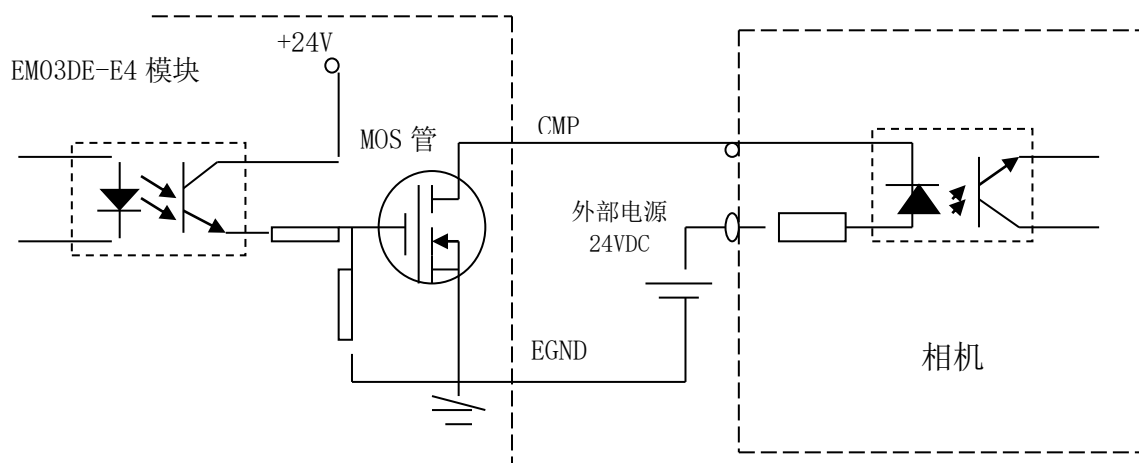 +24V
EM03DE-E4 模块
MOS 管
CMP
外部电源
24VDC
EGND
相机